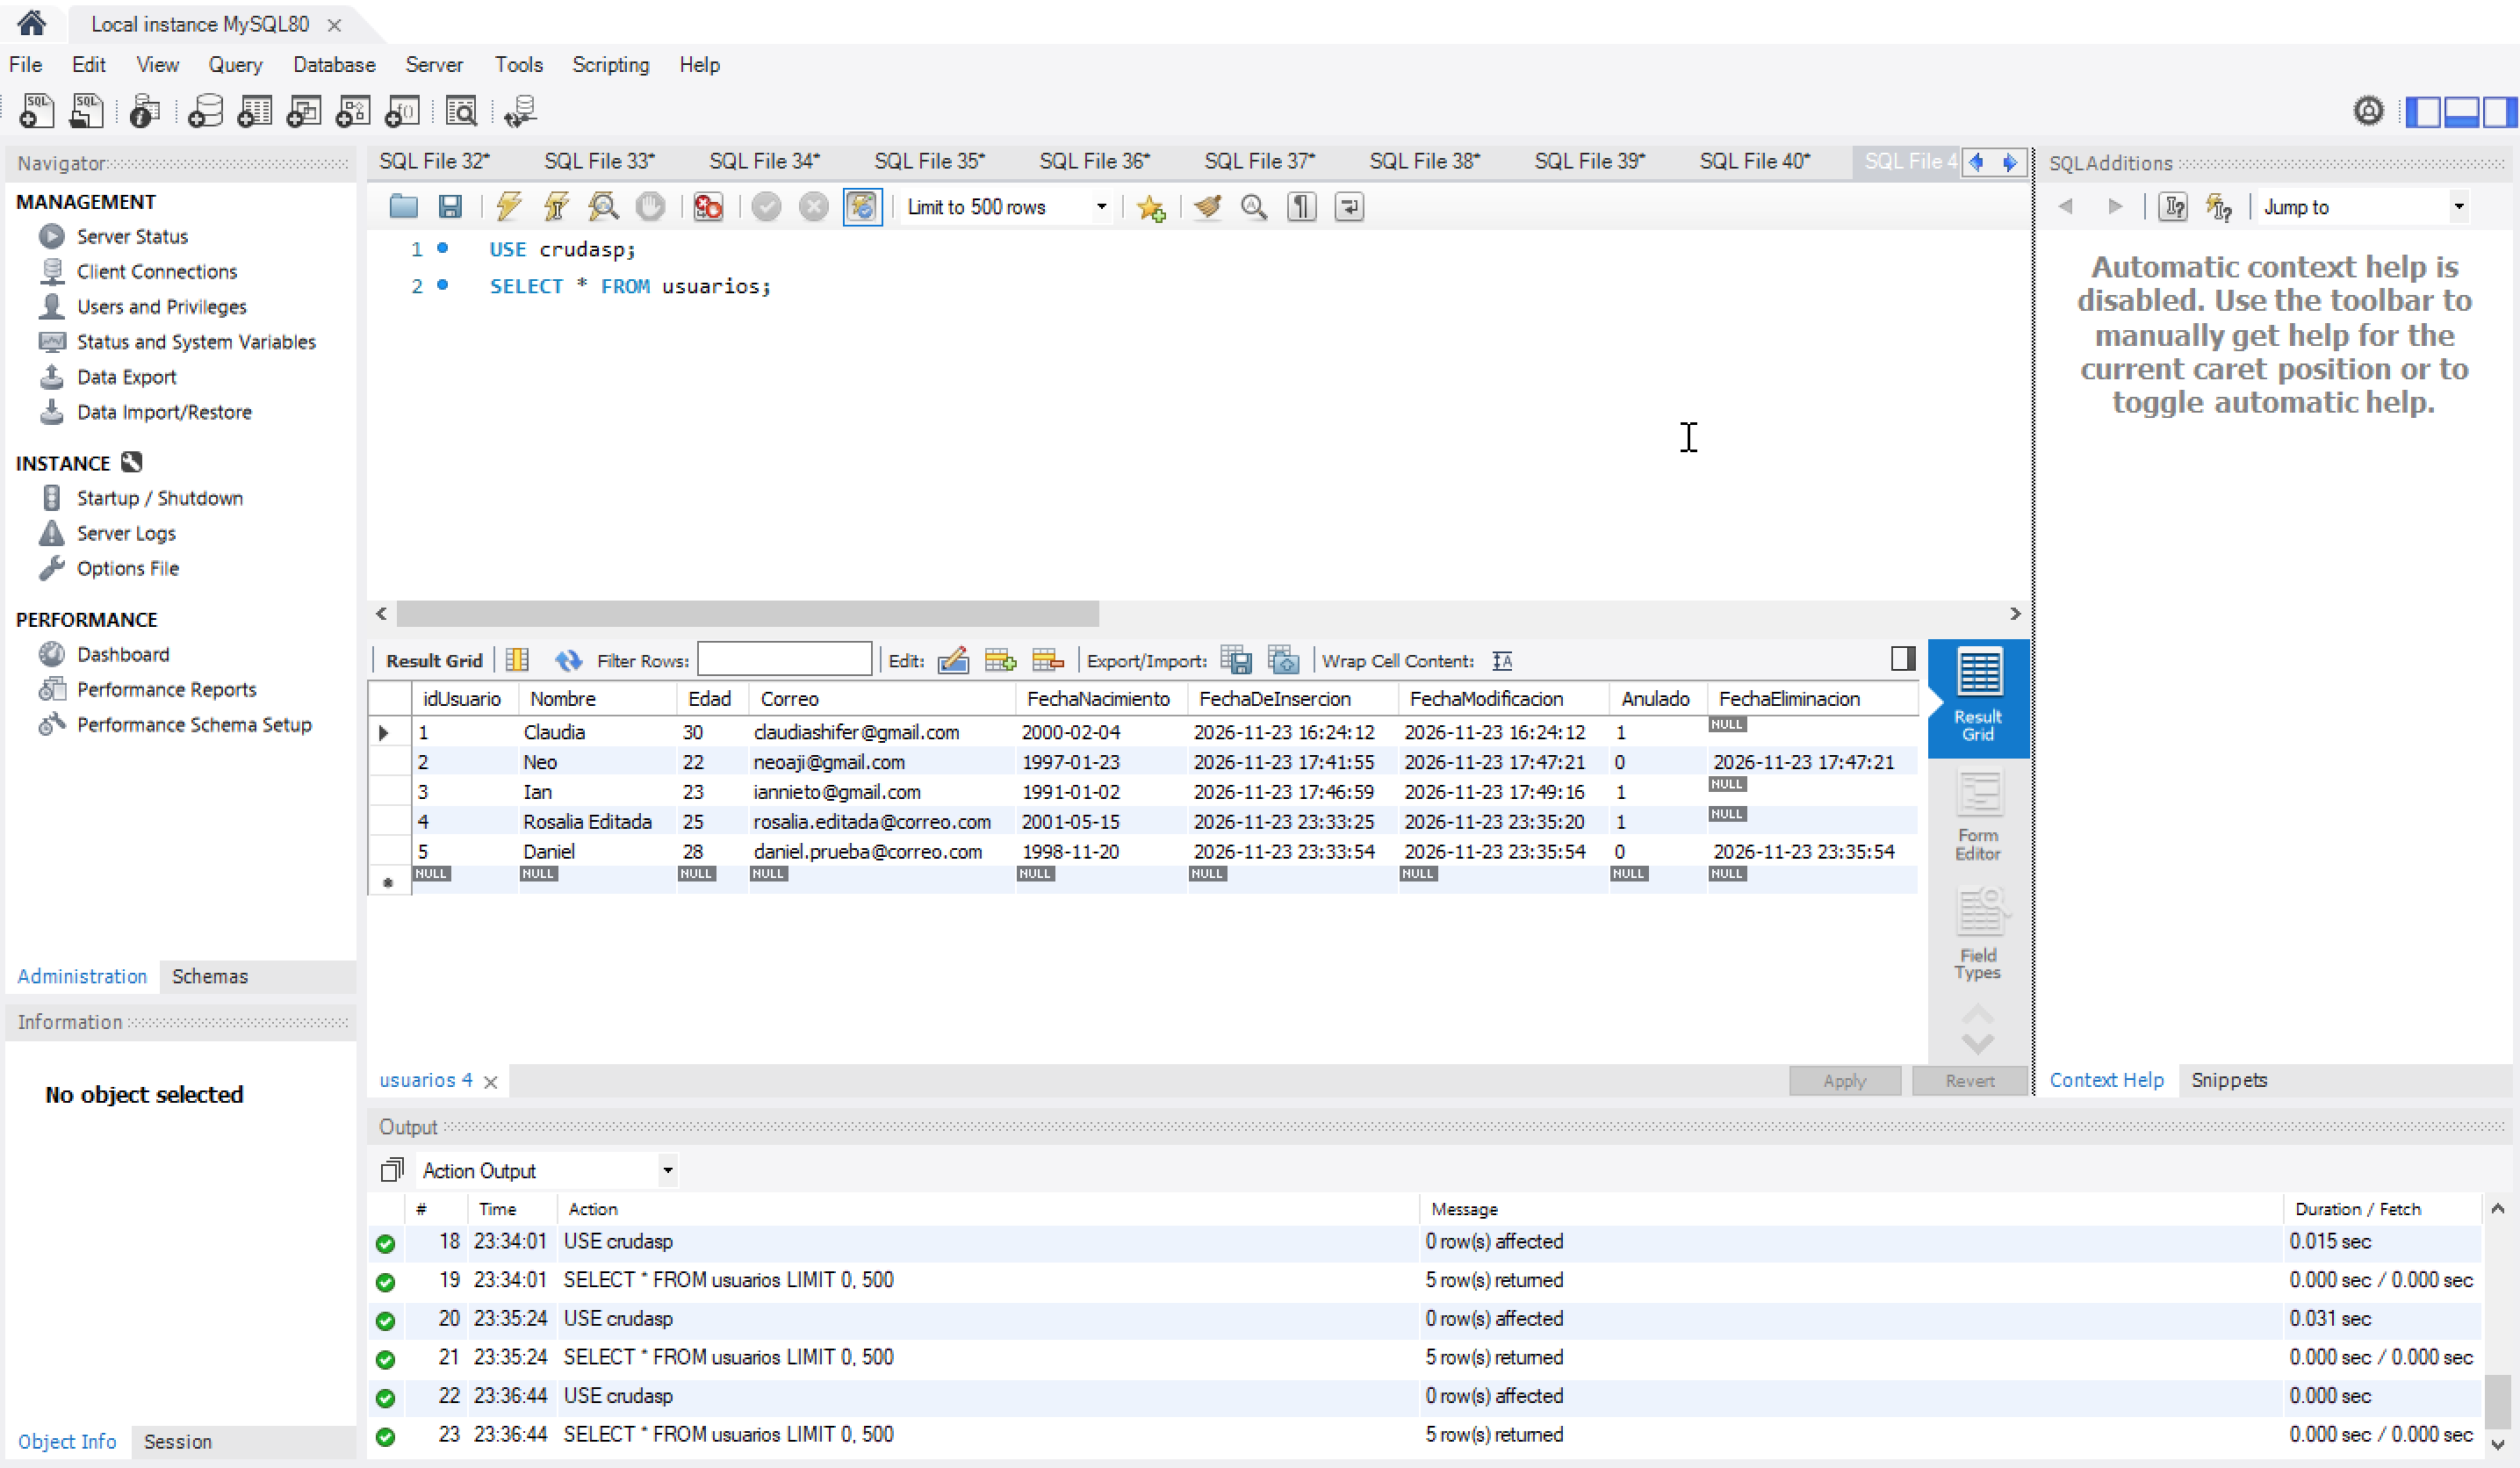 Local instance MySQL80
File Edit View Query Database Server Tools Scripting Help
Navigator
MANAGEMENT
Server Status
Client Connections
Users and Privileges
Status and System Variables
Data Export
Data Import/Restore
INSTANCE
Startup / Shutdown
Server Logs
Options File
PERFORMANCE
Dashboard
Performance Reports
Performance Schema Setup
Administration Schemas
Information
No object selected
Object Info Session
SQL File 32* SQL File 33* SQL File 34* SQL File 35* SQL File 36* SQL File 37* SQL File 38* SQL File 39* SQL File 40* SQL File 4
Limit to 500 rows
1 USE crudasp;
2 SELECT * FROM usuarios;
Result Grid Filter Rows: Edit: Export/Import: Wrap Cell Content:
idUsuario Nombre Edad Correo FechaNacimiento FechaDeInsercion FechaModificacion Anulado FechaEliminacion
1 Claudia 30 claudiashifer@gmail.com 2000-02-04 2026-11-23 16:24:12 2026-11-23 16:24:12 1 NULL
2 Neo 22 neoaji@gmail.com 1997-01-23 2026-11-23 17:41:55 2026-11-23 17:47:21 0 2026-11-23 17:47:21
3 Ian 23 iannieto@gmail.com 1991-01-02 2026-11-23 17:46:59 2026-11-23 17:49:16 1 NULL
4 Rosalia Editada 25 rosalia.editada@correo.com 2001-05-15 2026-11-23 23:33:25 2026-11-23 23:35:20 1 NULL
5 Daniel 28 daniel.prueba@correo.com 1998-11-20 2026-11-23 23:33:54 2026-11-23 23:35:54 0 2026-11-23 23:35:54
NULL NULL NULL NULL NULL NULL NULL NULL NULL
Result
Grid
Form
Editor
Field
Types
usuarios 4
Apply Revert
SQLAdditions
Jump to
Automatic context help is
disabled. Use the toolbar to
manually get help for the
current caret position or to
toggle automatic help.
Context Help Snippets
Output
Action Output
# Time Action Message Duration / Fetch
18 23:34:01 USE crudasp 0 row(s) affected 0.015 sec
19 23:34:01 SELECT * FROM usuarios LIMIT 0, 500 5 row(s) returned 0.000 sec / 0.000 sec
20 23:35:24 USE crudasp 0 row(s) affected 0.031 sec
21 23:35:24 SELECT * FROM usuarios LIMIT 0, 500 5 row(s) returned 0.000 sec / 0.000 sec
22 23:36:44 USE crudasp 0 row(s) affected 0.000 sec
23 23:36:44 SELECT * FROM usuarios LIMIT 0, 500 5 row(s) returned 0.000 sec / 0.000 sec